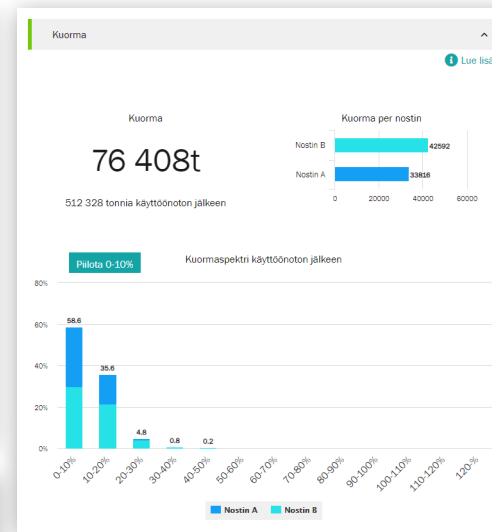 Kuorma
Lue lisä
Kuorma
76 408t
512 328 tonnia käyttöönoton jälkeen
Kuorma per nostin
Nostin B
42592
Nostin A
33816
0 20000 40000 60000
Piilota 0-10%
Kuormaspektri käyttöönoton jälkeen
80%
60%
40%
20%
0%
58.6
35.6
4.8
0.8
0.2
0-10% 10-20% 20-30% 30-40% 40-50% 50-60% 60-70% 70-80% 80-90% 90-100% 100-110% 110-120% 120-%
Nostin A Nostin B